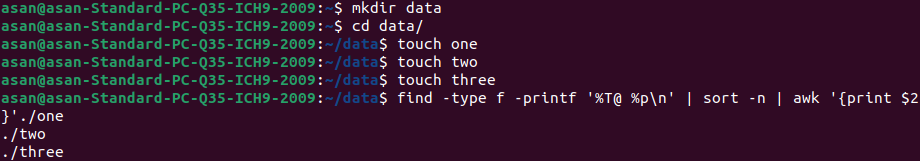 asan@asan-Standard-PC-Q35-ICH9-2009:~$ mkdir data
asan@asan-Standard-PC-Q35-ICH9-2009:~$ cd data/
asan@asan-Standard-PC-Q35-ICH9-2009:~/data$ touch one
asan@asan-Standard-PC-Q35-ICH9-2009:~/data$ touch two
asan@asan-Standard-PC-Q35-ICH9-2009:~/data$ touch three
asan@asan-Standard-PC-Q35-ICH9-2009:~/data$ find -type f -printf '%T@ %p\n' | sort -n | awk '{print $2
}'./one
./two
./three